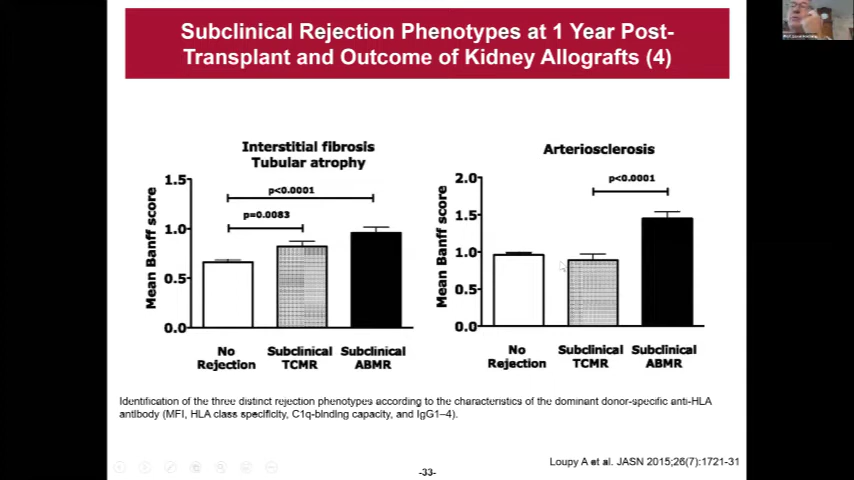 Subclinical Rejection Phenotypes at 1 Year Post-
Transplant and Outcome of Kidney Allografts (4)
Interstitial fibrosis
Tubular atrophy
Mean Banff score
1.5
1.0
0.5
0.0
p<0.0001
p=0.0083
No
Rejection
Subclinical
TCMR
Subclinical
ABMR
Arteriosclerosis
Mean Banff score
2.0
1.5
1.0
0.5
0.0
p<0.0001
No
Rejection
Subclinical
TCMR
Subclinical
ABMR
Identification of the three distinct rejection phenotypes according to the characteristics of the dominant donor-specific anti-HLA
antibody (MFI, HLA class specificity, C1q-binding capacity, and IgG1–4).
Loupy A et al. JASN 2015;26(7):1721-31
-33-